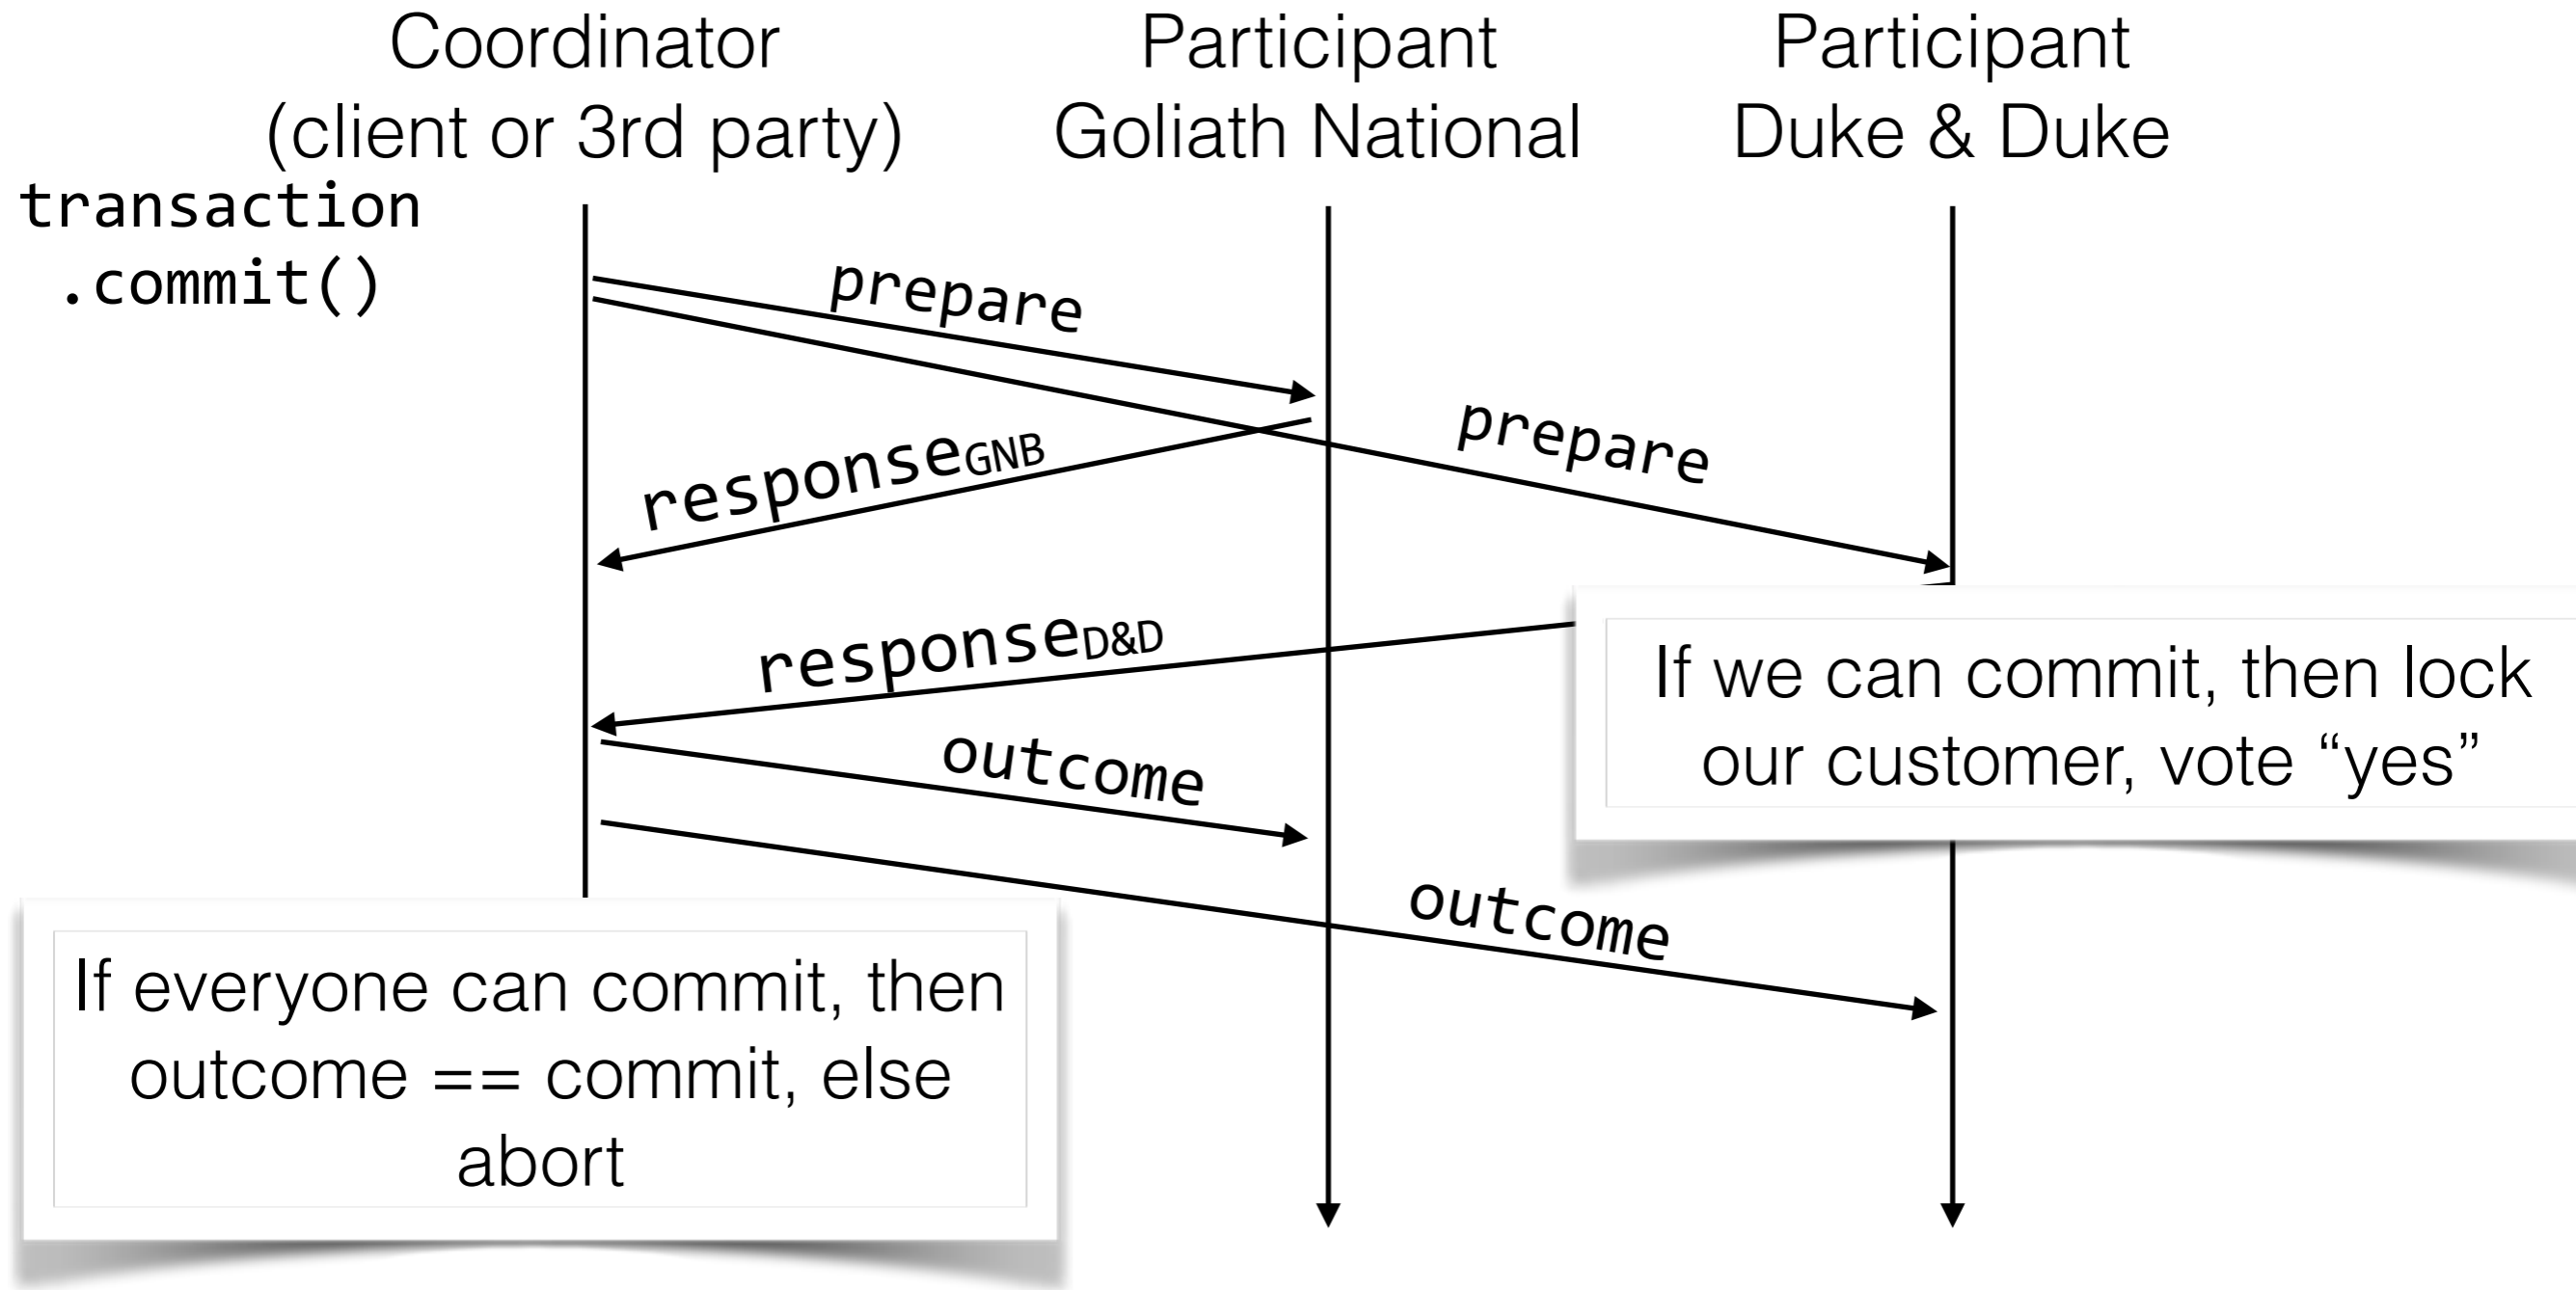 Coordinator
(client or 3rd party)
Participant
Goliath National
Participant
Duke & Duke
transaction
.commit()
prepare
prepare
responseGNB
responseD&D
If we can commit, then lock
our customer, vote “yes”
outcome
outcome
If everyone can commit, then
outcome == commit, else
abort